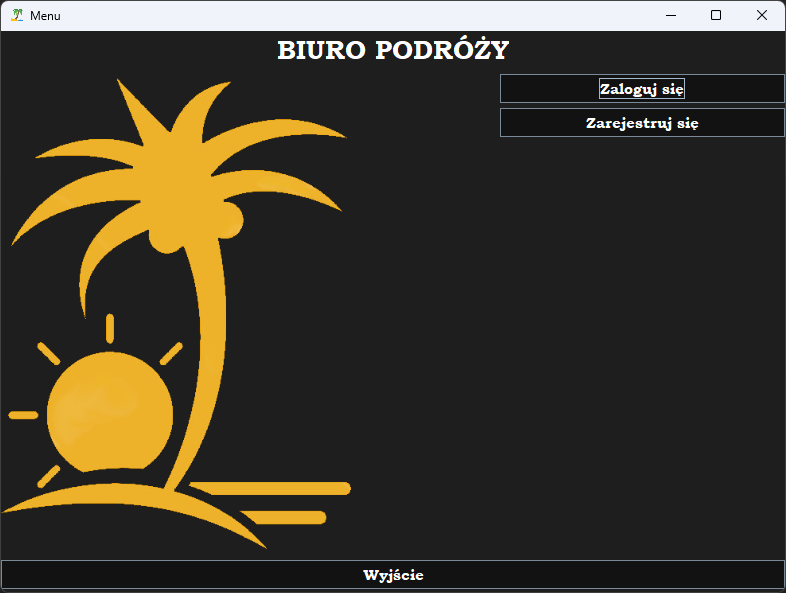 Menu
BIURO PODRÓŻY
Zaloguj się
Zarejestruj się
Wyjście